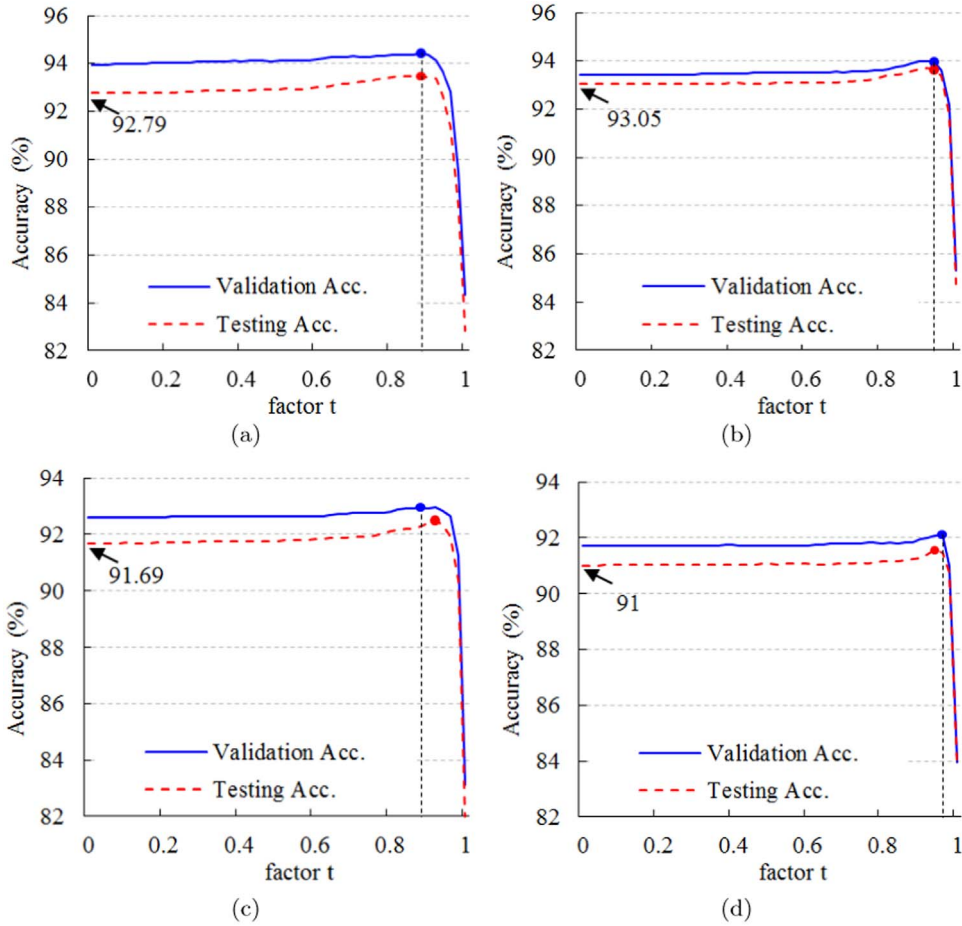 96
94
92
90
88
86
84
82
Accuracy (%)
92.79
Validation Acc.
Testing Acc.
0 0.2 0.4 0.6 0.8 1
factor t
(a)
96
94
92
90
88
86
84
82
Accuracy (%)
93.05
Validation Acc.
Testing Acc.
0 0.2 0.4 0.6 0.8 1
factor t
(b)
94
92
90
88
86
84
82
Accuracy (%)
91.69
Validation Acc.
Testing Acc.
0 0.2 0.4 0.6 0.8 1
factor t
(c)
94
92
90
88
86
84
82
Accuracy (%)
91
Validation Acc.
Testing Acc.
0 0.2 0.4 0.6 0.8 1
factor t
(d)